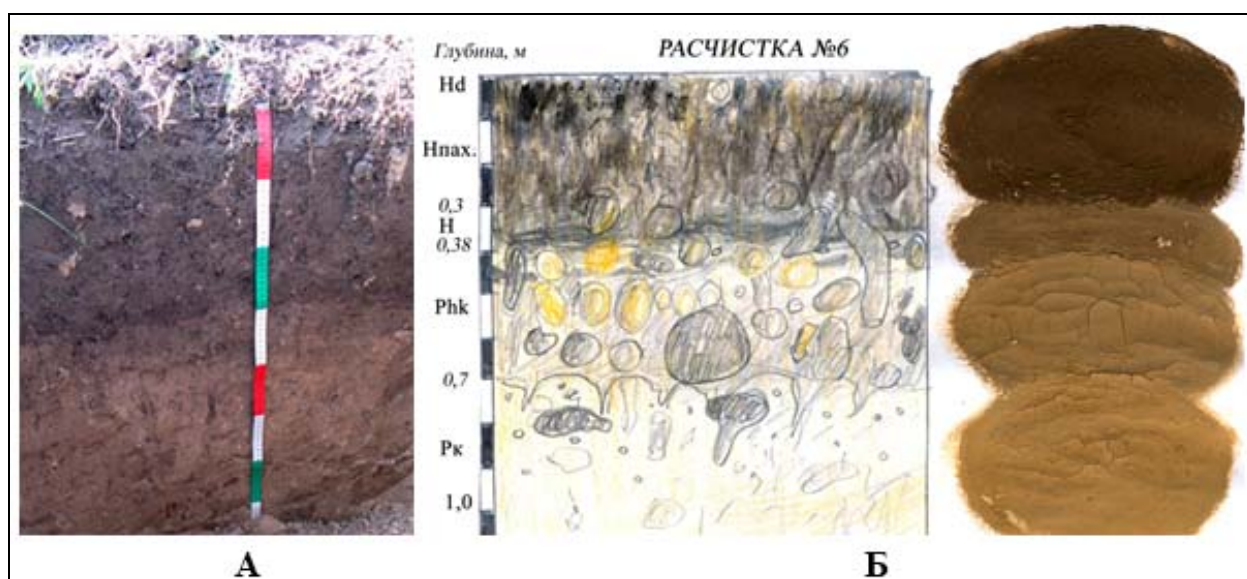 Глубина, м
РАСЧИСТКА №6
Hd
Нпах.
0,3
Н
0,38
Phk
0,7
Рк
1,0
А
Б